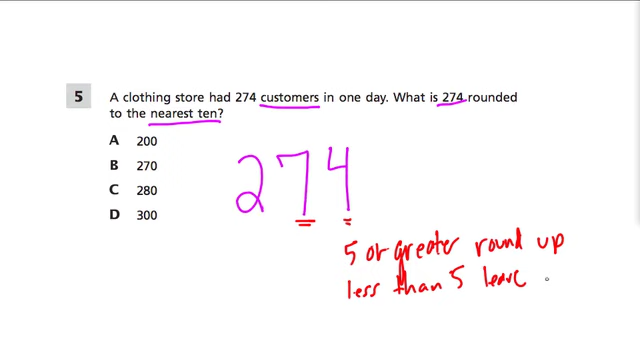 5 A clothing store had 274 customers in one day. What is 274 rounded
to the nearest ten?
A 200
B 270
C 280
D 300
274
5 or greater round up
less than 5 leave